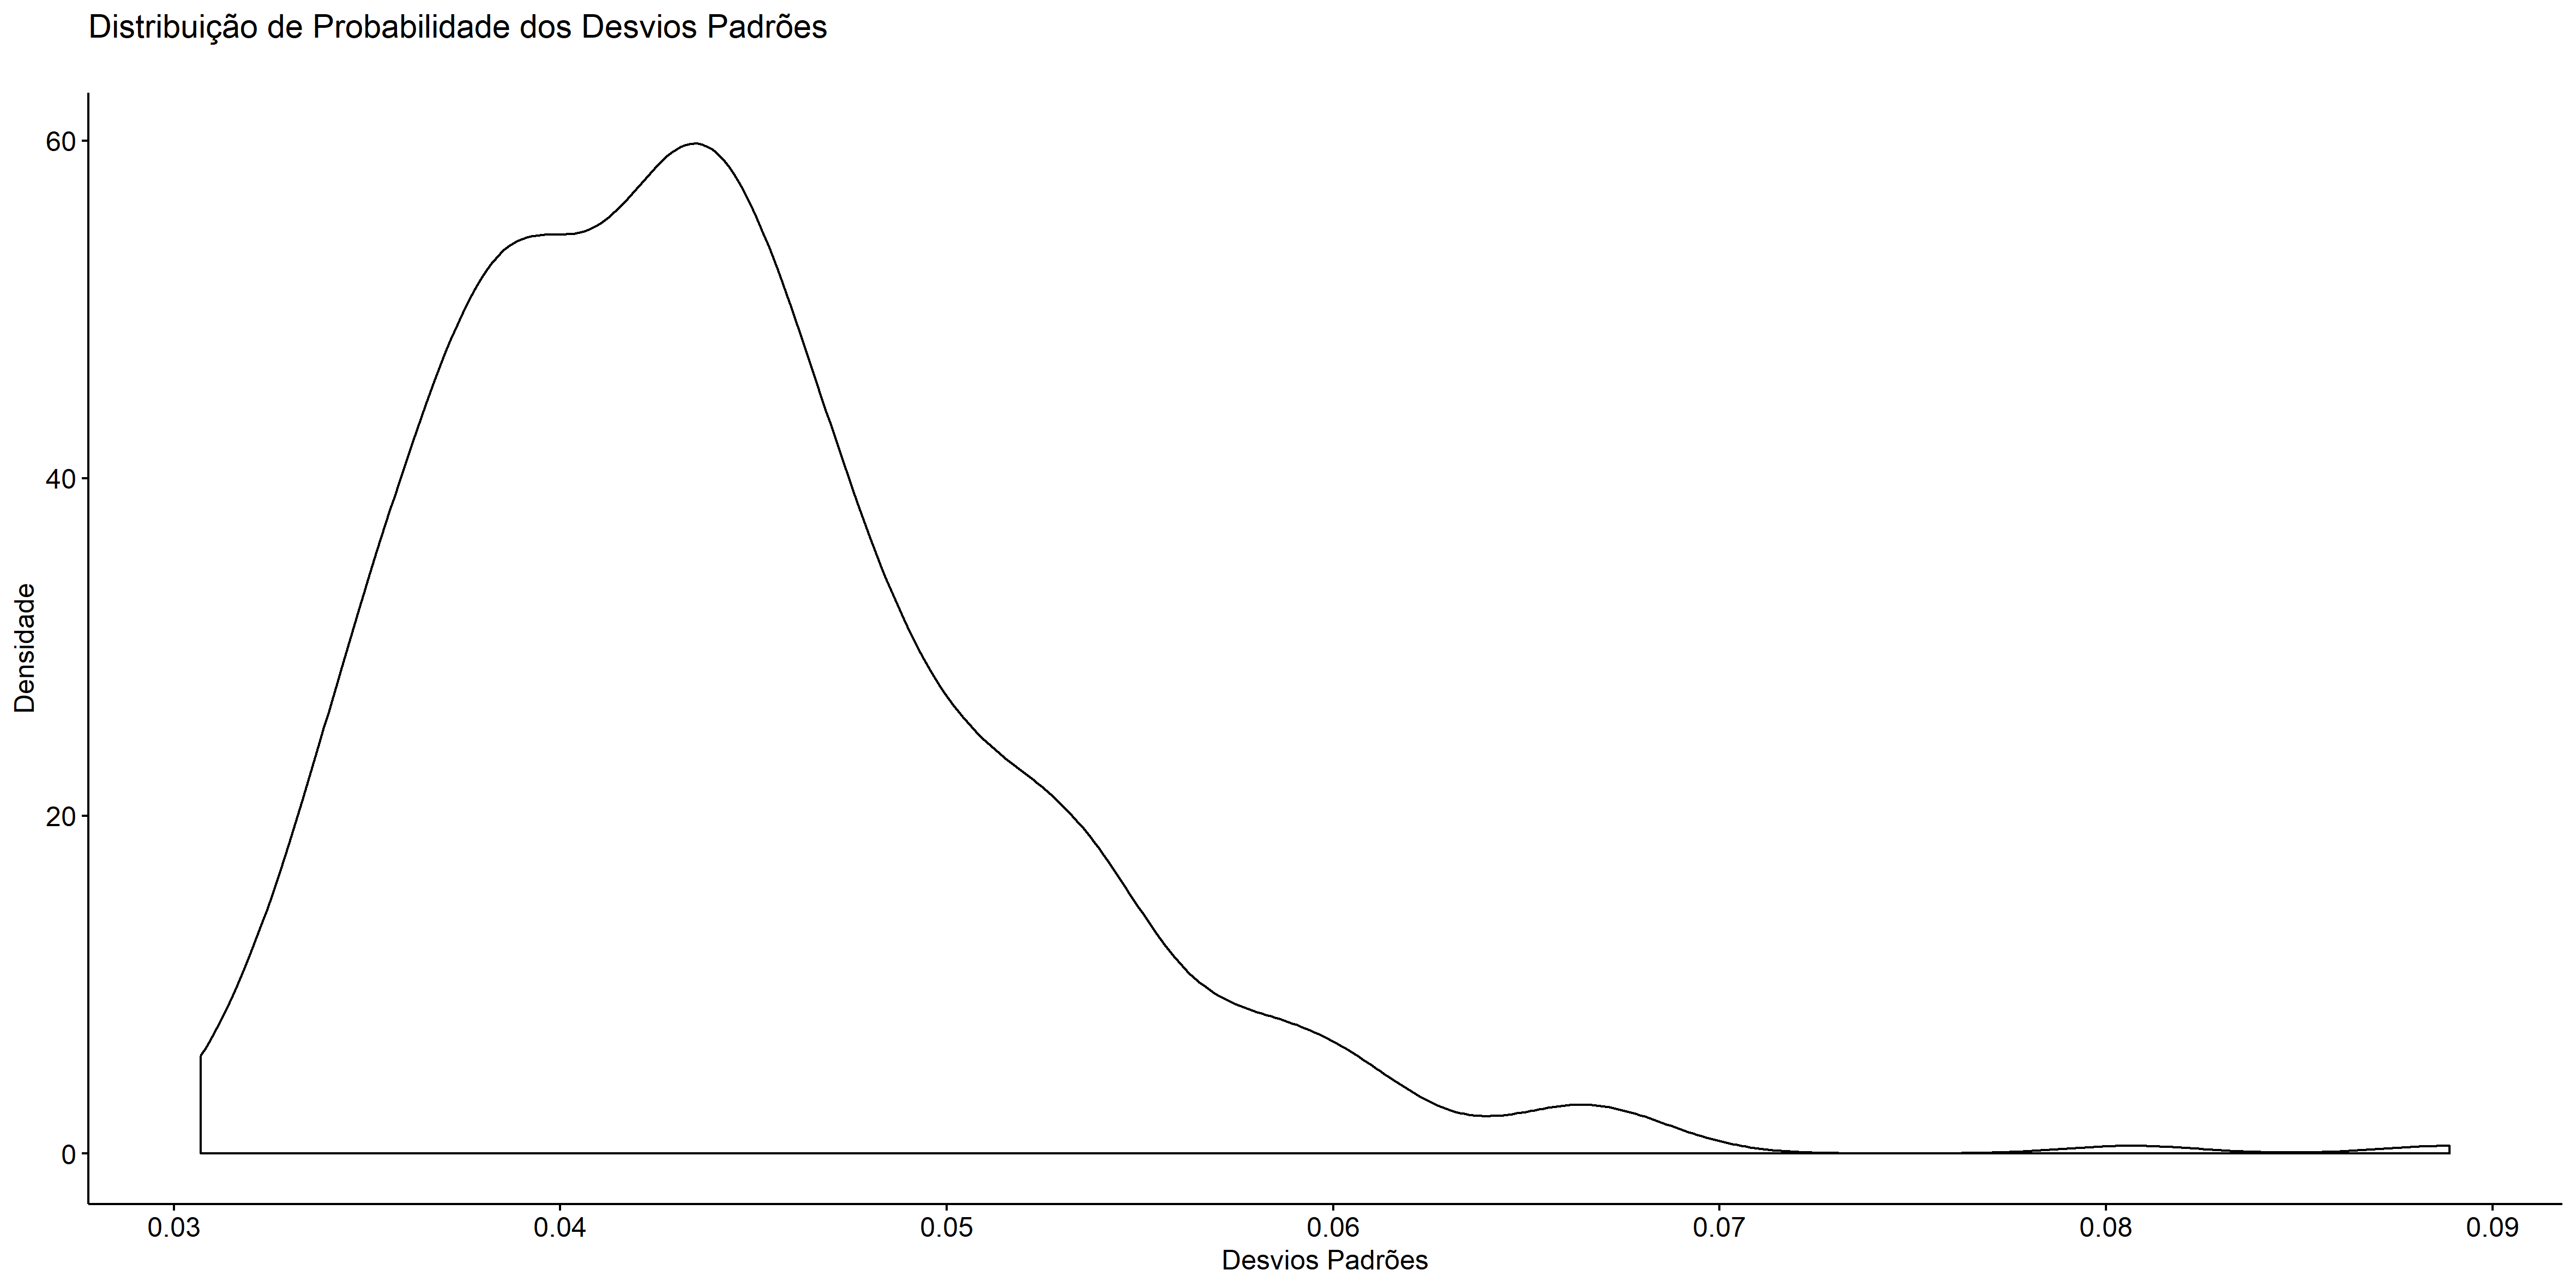 Distribuição de Probabilidade dos Desvios Padrões
60
40
20
0
Densidade
0.03 0.04 0.05 0.06 0.07 0.08 0.09
Desvios Padrões